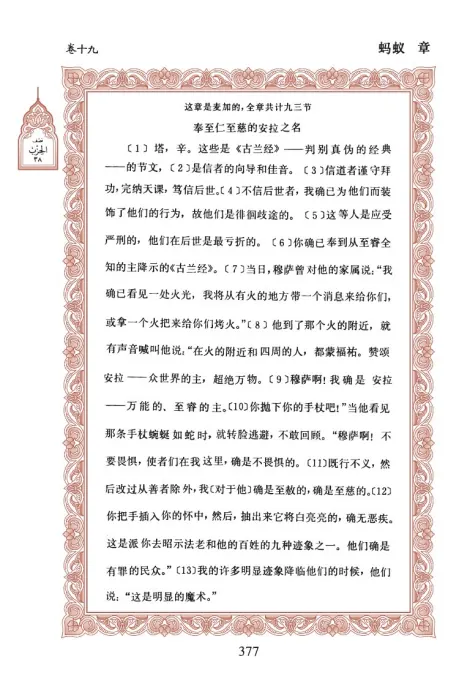 卷十九
蚂蚁 章
نصف
الحزب
٣٨
这章是麦加的，全章共计九三节
奉至仁至慈的安拉之名
〔1〕塔，辛。这些是《古兰经》——判别真伪的经典
——的节文，〔2〕是信者的向导和佳音。〔3〕信道者谨守拜
功，完纳天课，笃信后世。〔4〕不信后世者，我确已为他们而装
饰了他们的行为，故他们是徘徊歧途的。〔5〕这等人是应受
严刑的，他们在后世是最亏折的。〔6〕你确已奉到从至睿全
知的主降示的《古兰经》。〔7〕当日，穆萨曾对他的家属说：“我
确已看见一处火光，我将从有火的地方带一个消息来给你们，
或拿一个火把来给你们烤火。”〔8〕他到了那个火的附近，就
有声音喊叫他说：“在火的附近和四周的人，都蒙福祐。赞颂
安拉——众世界的主，超绝万物。〔9〕穆萨啊！我确是 安拉
——万能的、至睿的主。〔10〕你抛下你的手杖吧！”当他看见
那条手杖蜿蜒如蛇时，就转脸逃避，不敢回顾。“穆萨啊！不
要畏惧，使者们在我这里，确是不畏惧的。〔11〕既行不义，然
后改过从善者除外，我〔对于他〕确是至赦的，确是至慈的。〔12〕
你把手插入你的怀中，然后，抽出来它将白亮亮的，确无恶疾。
这是派你去昭示法老和他的百姓的九种迹象之一。他们确是
有罪的民众。”〔13〕我的许多明显迹象降临他们的时候，他们
说：“这是明显的魔术。”
377